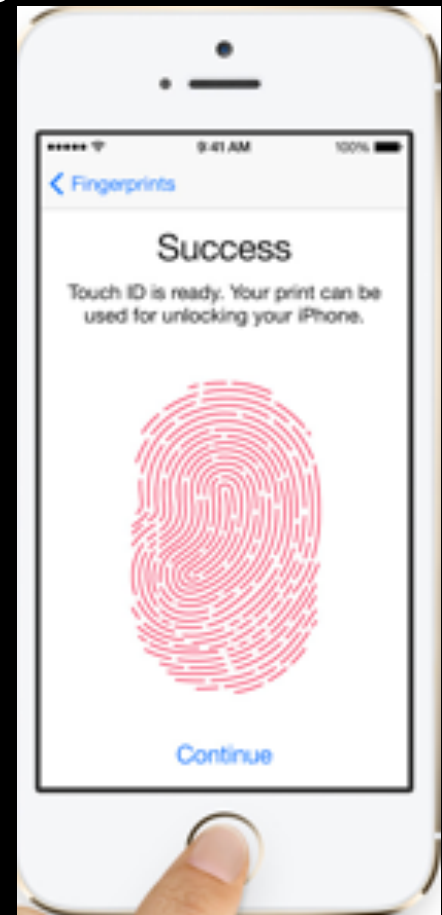 9:41 AM
100%
Fingerprints
Success
Touch ID is ready. Your print can be
used for unlocking your iPhone.
Continue